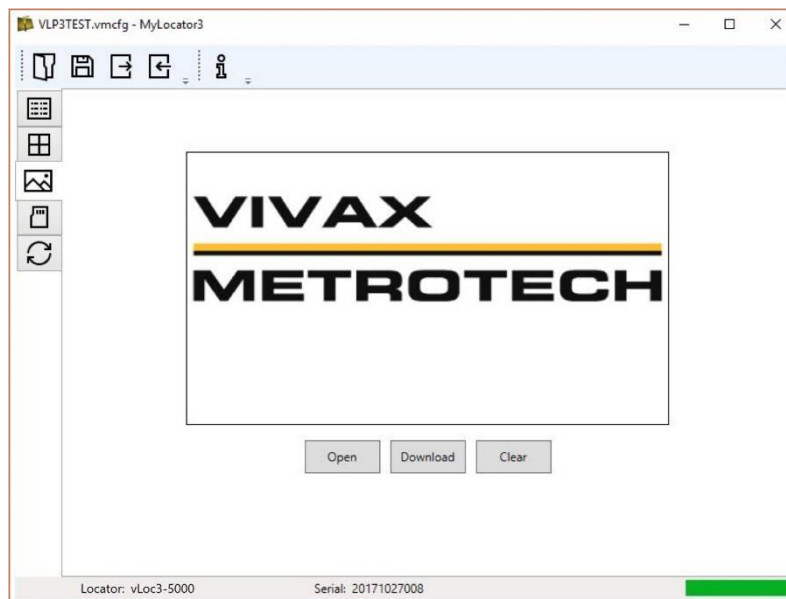 VLP3TEST.vmcfg - MyLocator3
VIVAX
METROTECH
Open Download Clear
Locator: vLoc3-5000 Serial: 20171027008